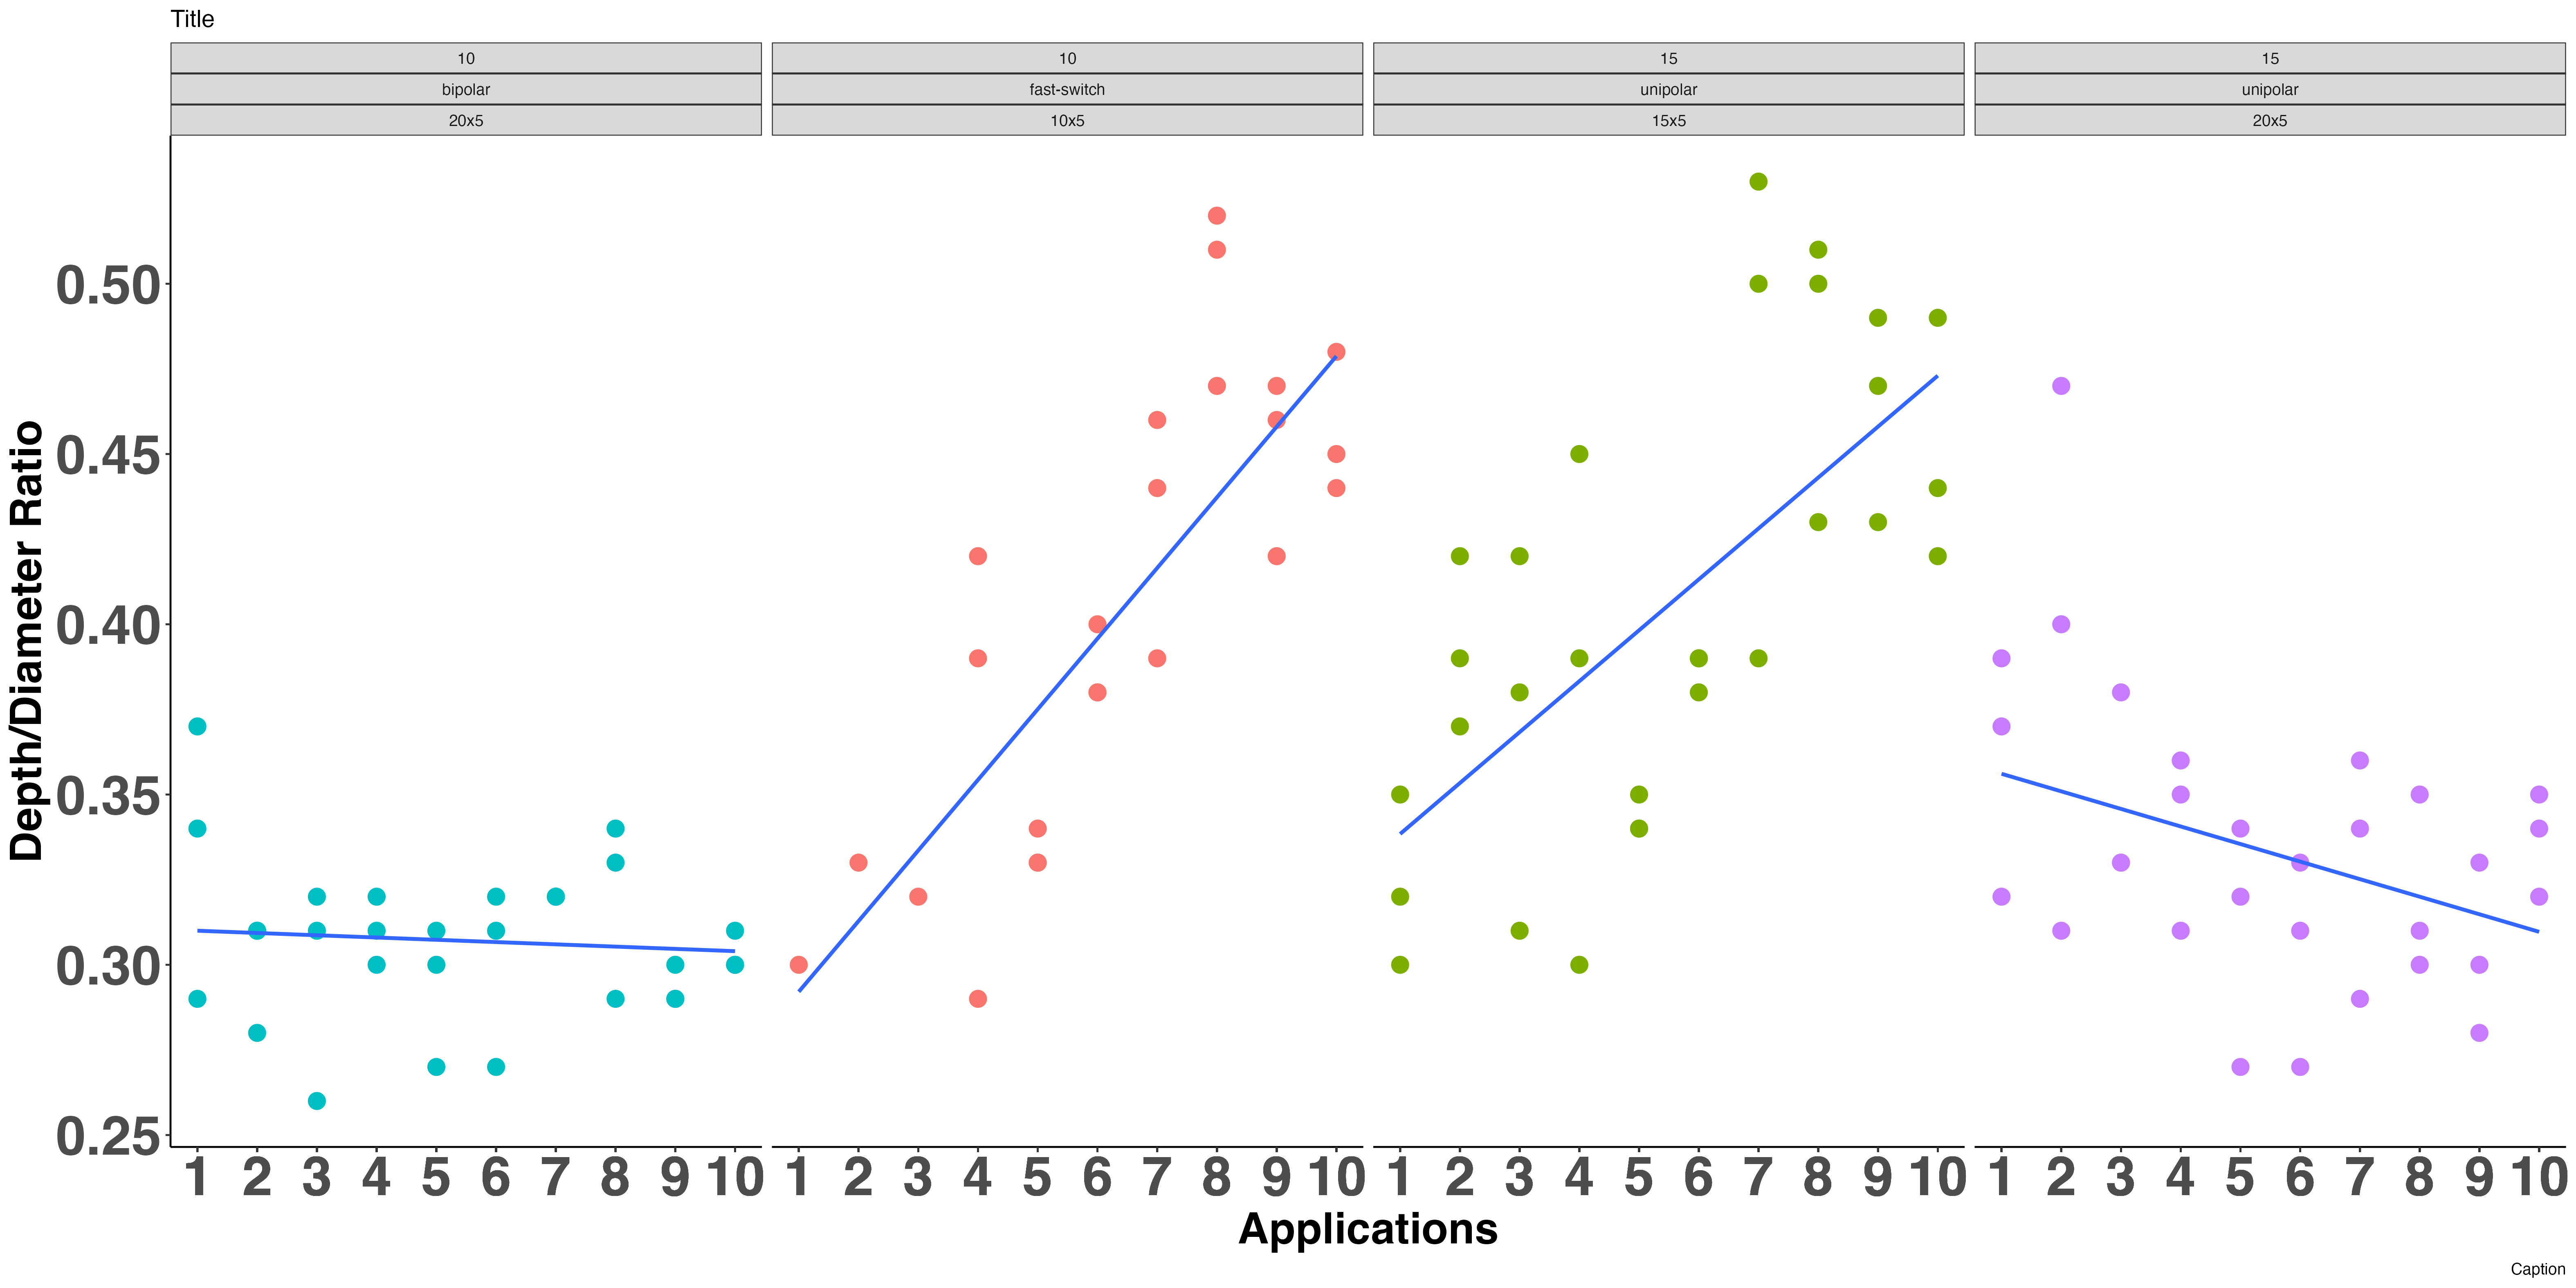 Title
10 10 15 15
bipolar fast-switch unipolar unipolar
20x5 10x5 15x5 20x5
Depth/Diameter Ratio
0.50
0.45
0.40
0.35
0.30
0.25
1 2 3 4 5 6 7 8 9 10 1 2 3 4 5 6 7 8 9 10 1 2 3 4 5 6 7 8 9 10 1 2 3 4 5 6 7 8 9 10
Applications
Caption